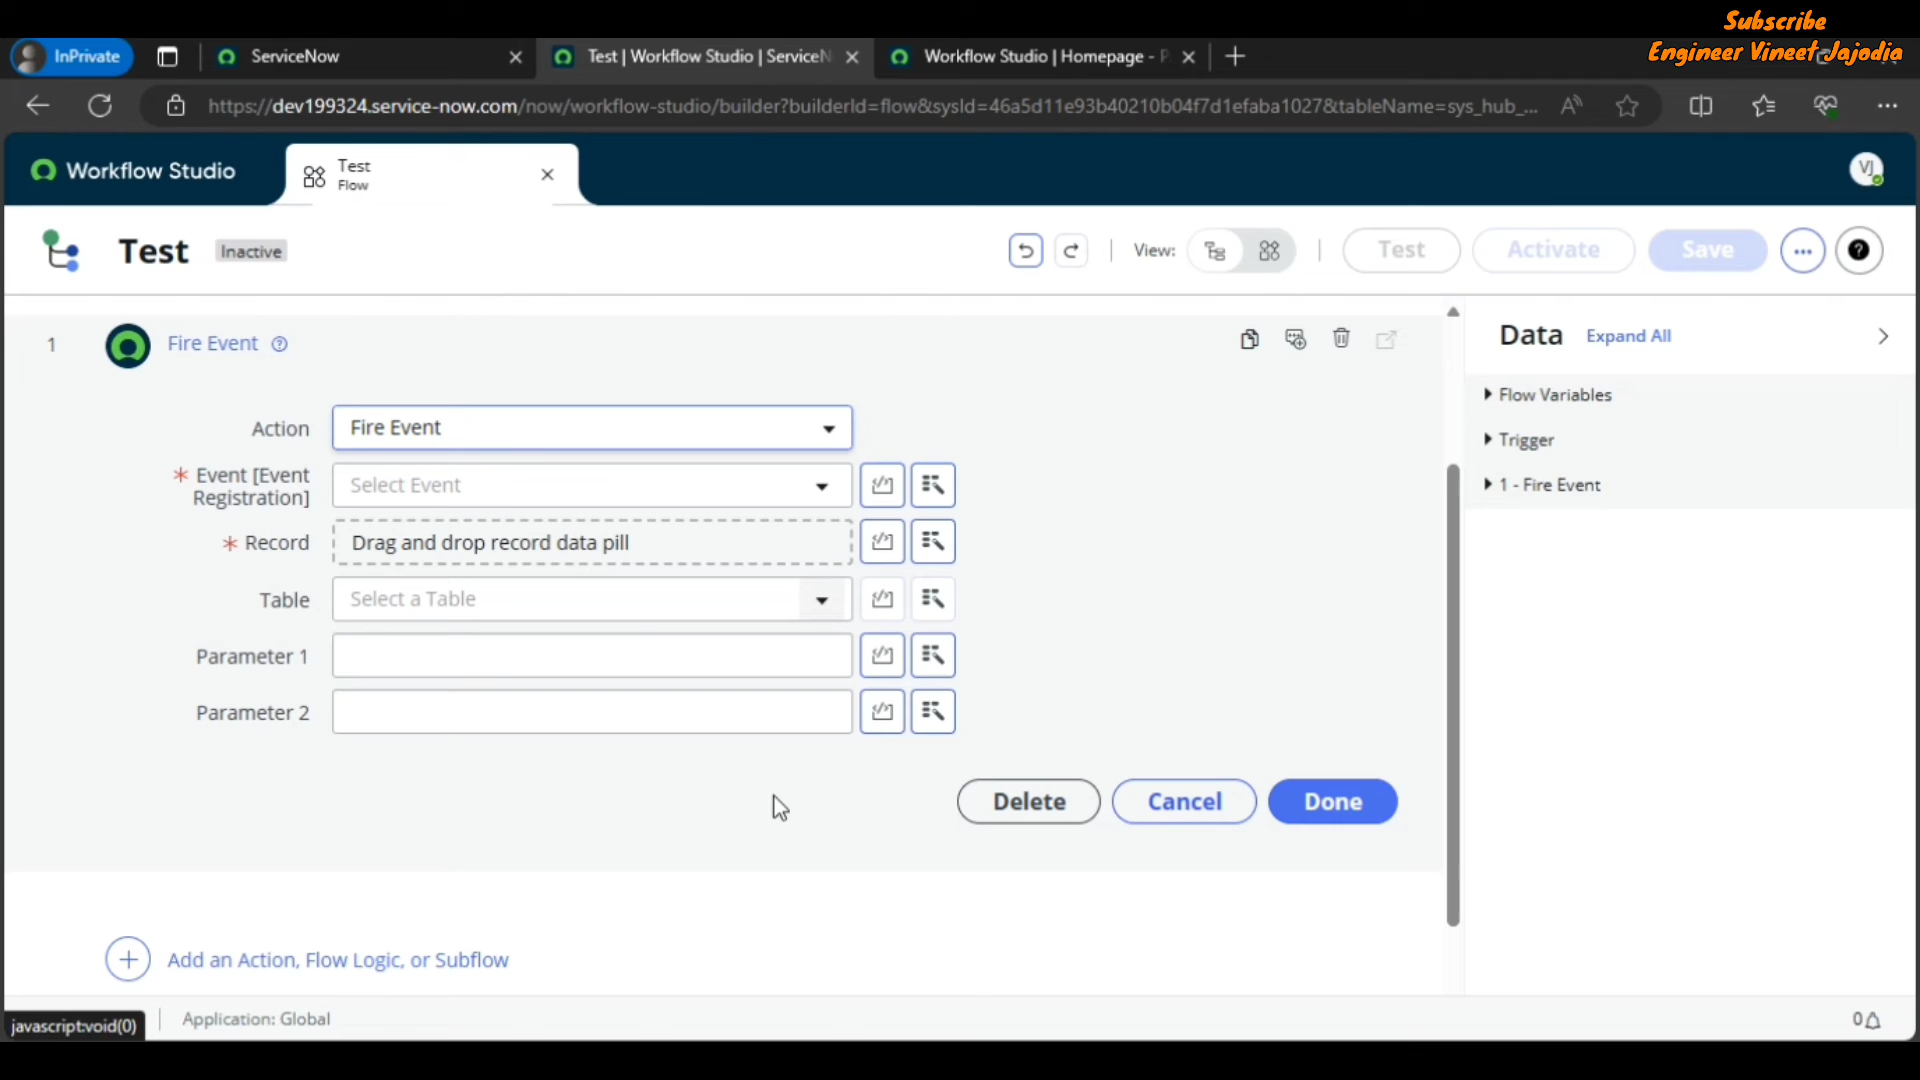 Subscribe
Engineer Vineet Jajodia
InPrivate
ServiceNow
Test | Workflow Studio | ServiceN
Workflow Studio | Homepage - P
https://dev199324.service-now.com/now/workflow-studio/builder?builderId=flow&sysId=46a5d11e93b40210b04f7d1efaba1027&tableName=sys_hub_...
Workflow Studio
Test
Flow
VJ
Test
Inactive
View:
Test
Activate
Save
1
Fire Event
Data
Expand All
Action
Fire Event
Flow Variables
Trigger
1 - Fire Event
* Event [Event
Registration]
Select Event
* Record
Drag and drop record data pill
Table
Select a Table
Parameter 1
Parameter 2
Delete
Cancel
Done
Add an Action, Flow Logic, or Subflow
javascript:void(0)
Application: Global
0